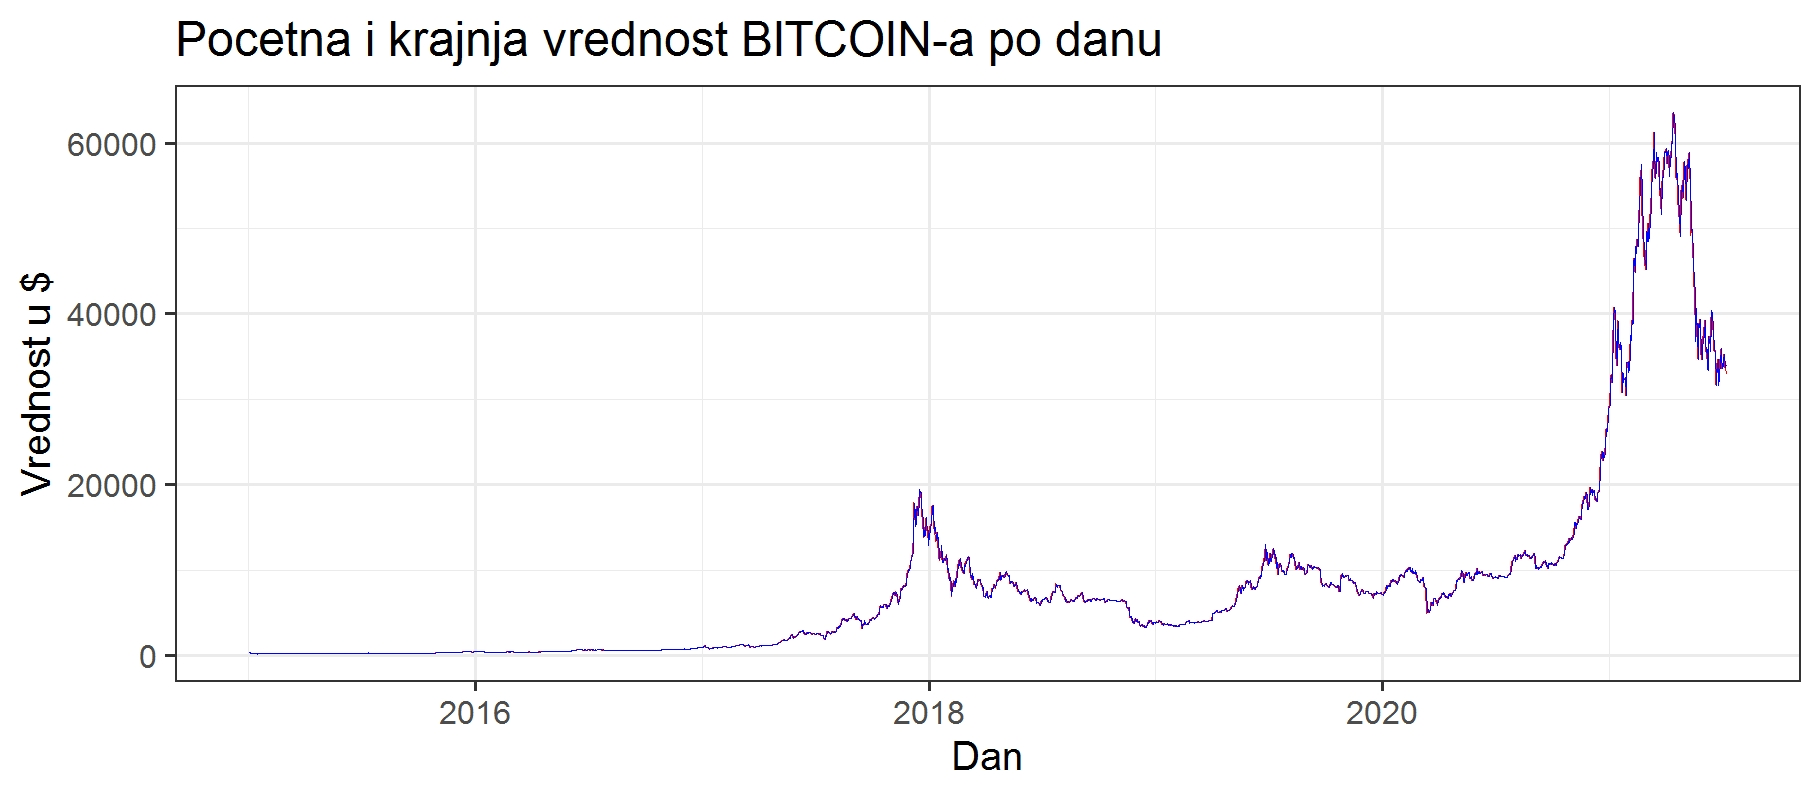 Pocetna i krajnja vrednost BITCOIN-a po danu
Vrednost u $
60000
40000
20000
0
2016 2018 2020
Dan